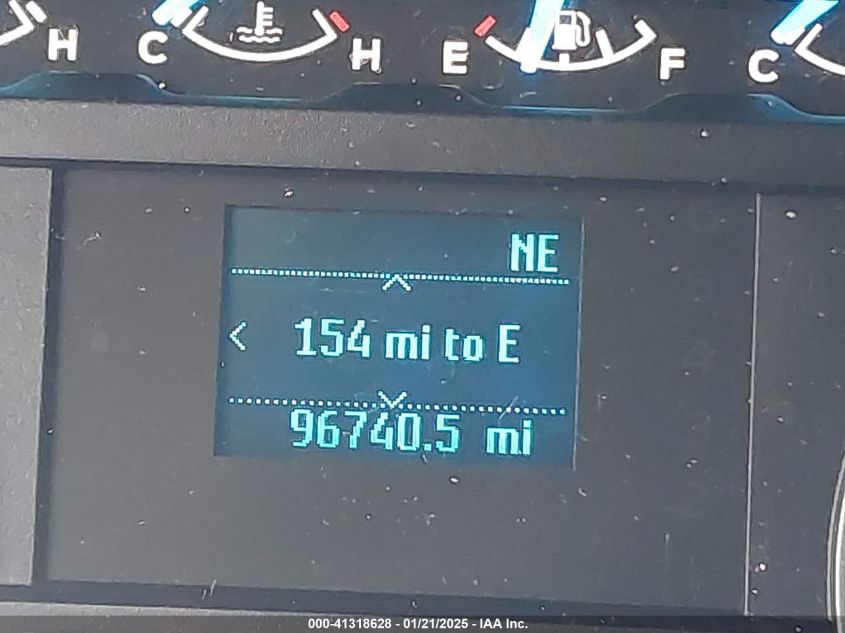 H C H E F C
NE
154 mi to E
96740.5 mi
000-41318628 - 01/21/2025 - IAA Inc.